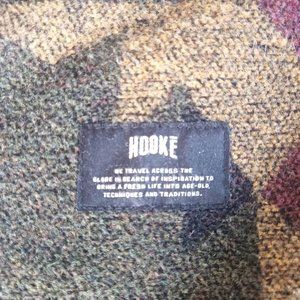 HOOKE
WE TRAVEL ACROSS THE
GLOBE IN SEARCH OF INSPIRATION TO
BRING A FRESH LIFE INTO AGE-OLD,
TECHNIQUES AND TRADITIONS.